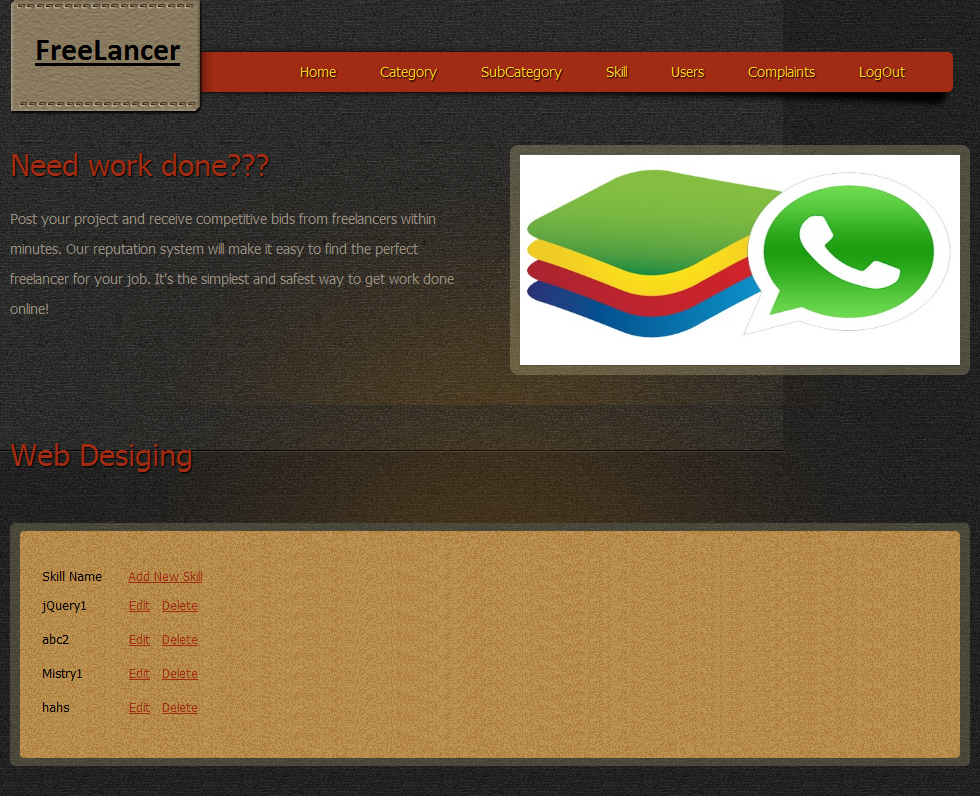 FreeLancer
Home Category SubCategory Skill Users Complaints LogOut
Need work done???
Post your project and receive competitive bids from freelancers within
minutes. Our reputation system will make it easy to find the perfect
freelancer for your job. It's the simplest and safest way to get work done
online!
Web Desiging
Skill Name Add New Skill
jQuery1 Edit Delete
abc2 Edit Delete
Mistry1 Edit Delete
hahs Edit Delete